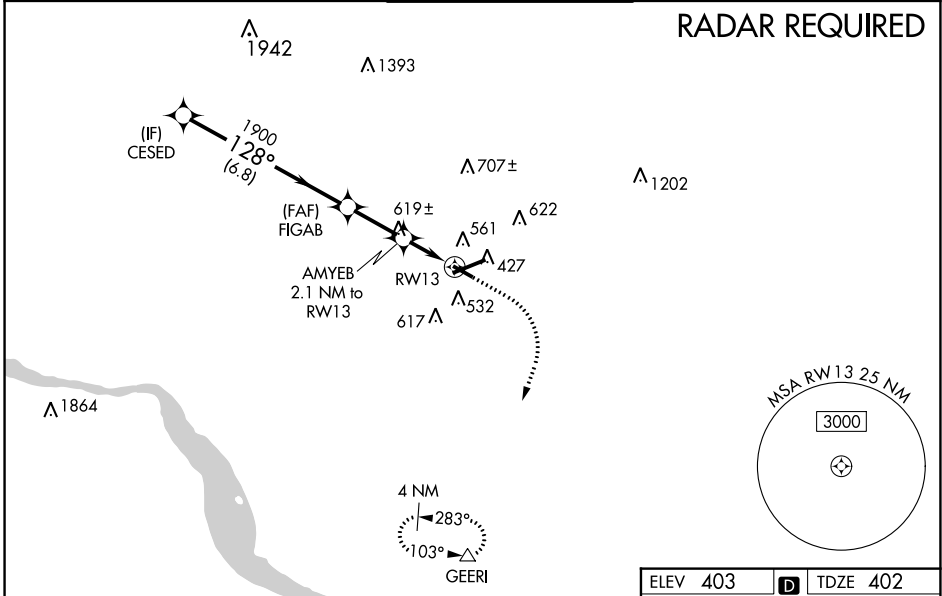 RADAR REQUIRED
1942
1393
(IF)
CESED
1900
128°
(6.8)
707±
1202
(FAF)
FIGAB
619±
622
561
427
AMYEB
2.1 NM to
RW13
RW13
532
617
1864
MSA RW13 25 NM
3000
4 NM
283°
103°
GEERI
ELEV 403 D TDZE 402